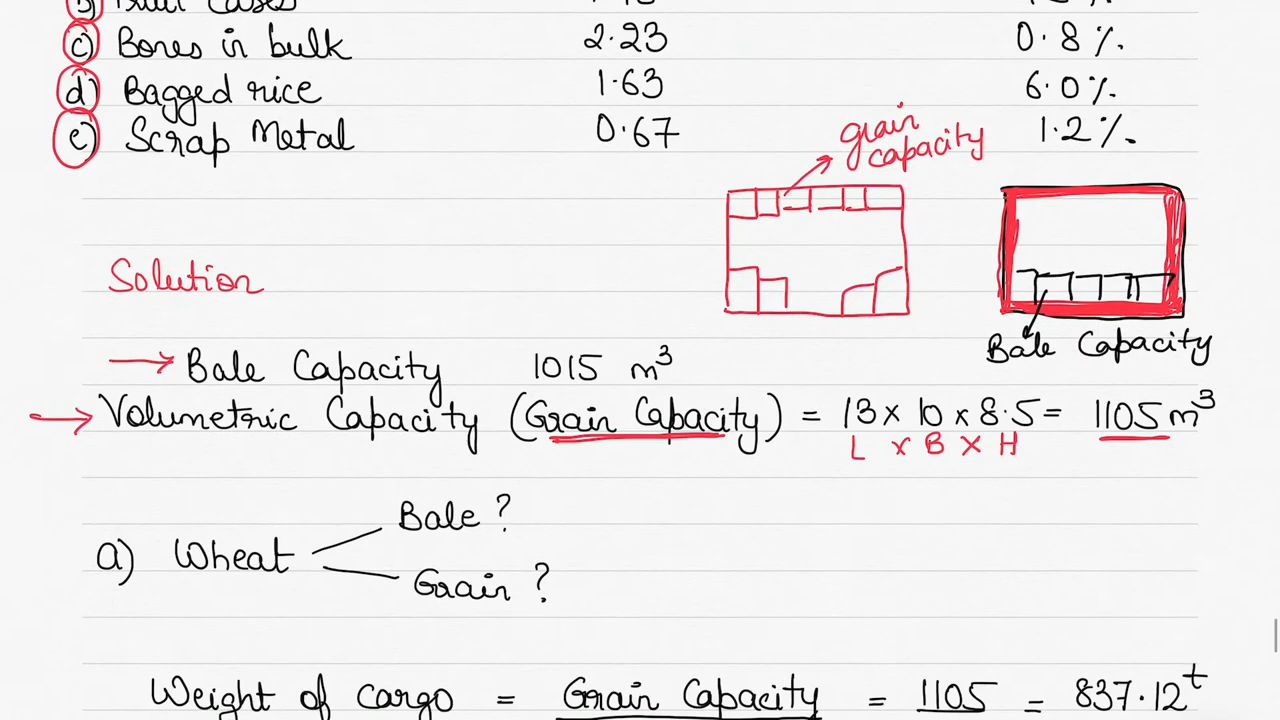 c) Bones in bulk 2.23 0.8%.
d) Bagged rice 1.63 6.0%.
e) Scrap Metal 0.67 1.2%.
grain
capacity
Solution
Bale Capacity
→ Bale Capacity 1015 m³
→ Volumetric Capacity (Grain Capacity) = 13 x 10 x 8.5 = 1105 m³
L x B x H
Bale ?
a) Wheat
Grain ?
Weight of cargo = Grain Capacity = 1105 = 837.12t